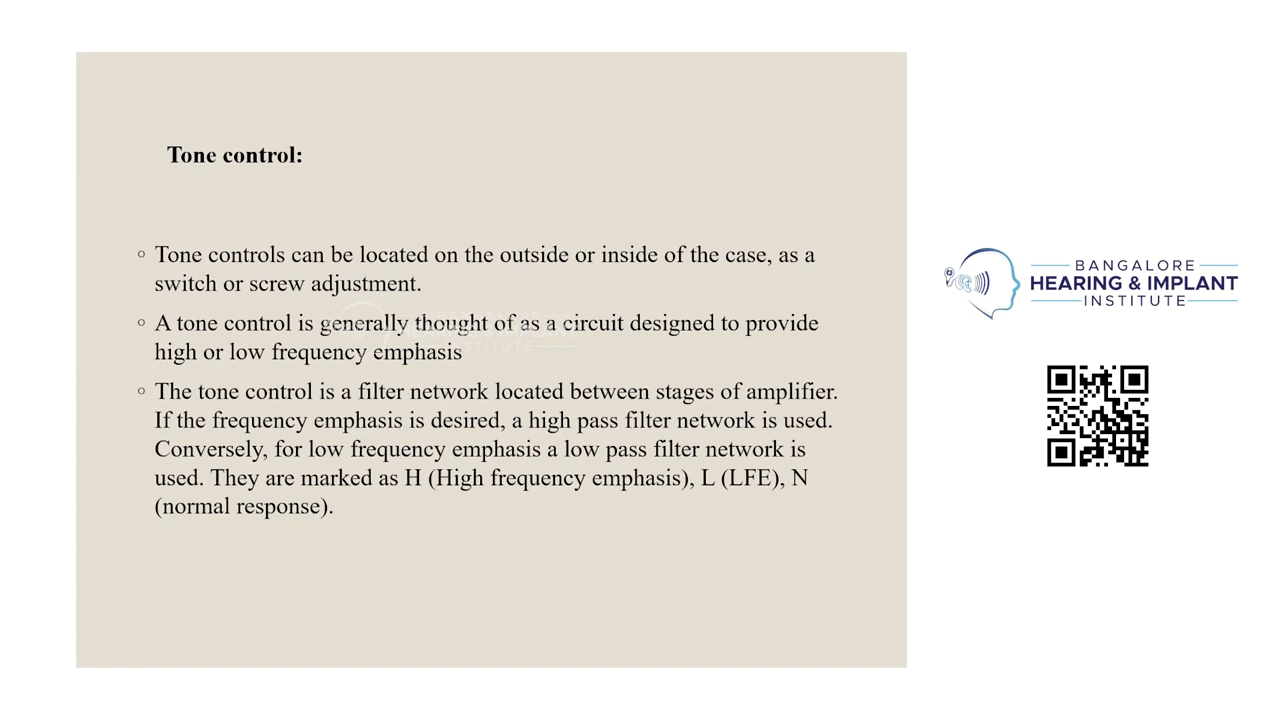 Tone control:
◦ Tone controls can be located on the outside or inside of the case, as a
switch or screw adjustment.
◦ A tone control is generally thought of as a circuit designed to provide
high or low frequency emphasis
◦ The tone control is a filter network located between stages of amplifier.
If the frequency emphasis is desired, a high pass filter network is used.
Conversely, for low frequency emphasis a low pass filter network is
used. They are marked as H (High frequency emphasis), L (LFE), N
(normal response).
BANGALORE
HEARING & IMPLANT
INSTITUTE